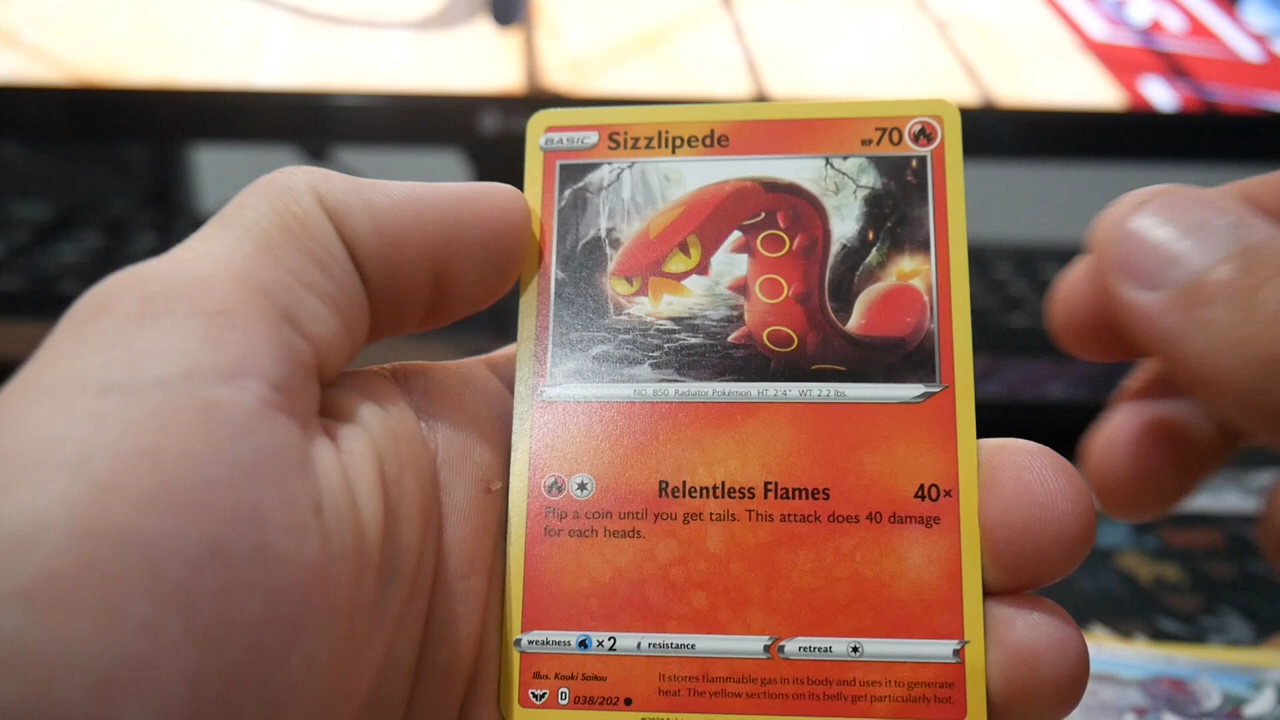 BASIC Sizzlipede HP 70
NO. 850 Radiator Pokémon HT: 2'4" WT: 2.2 lbs.
Relentless Flames 40×
Flip a coin until you get tails. This attack does 40 damage
for each heads.
weakness ×2 resistance retreat
Illus. Kouki Saitou
It stores flammable gas in its body and uses it to generate
heat. The yellow sections on its belly get particularly hot.
D 038/202